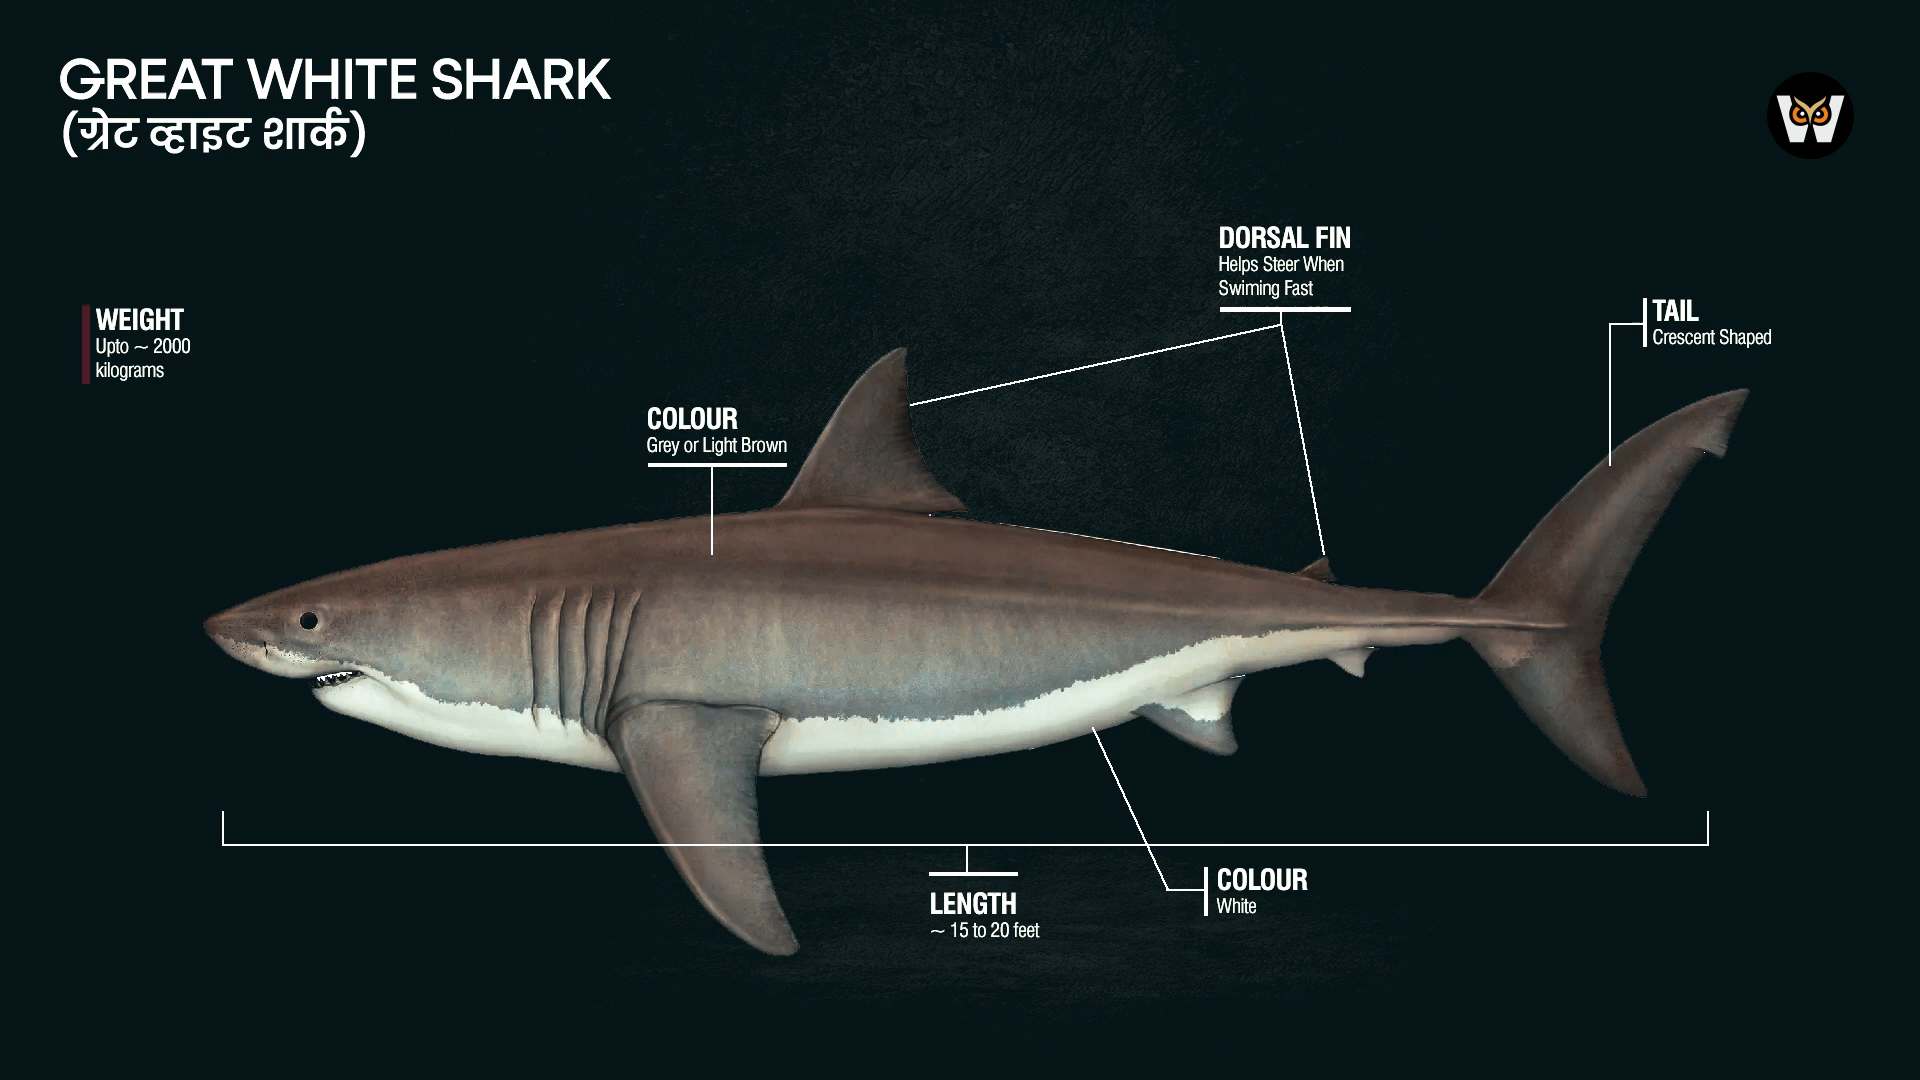 GREAT WHITE SHARK
(ग्रेट व्हाइट शार्क)
W
DORSAL FIN
Helps Steer When
Swiming Fast
TAIL
Crescent Shaped
WEIGHT
Upto ~ 2000
kilograms
COLOUR
Grey or Light Brown
COLOUR
White
LENGTH
~ 15 to 20 feet